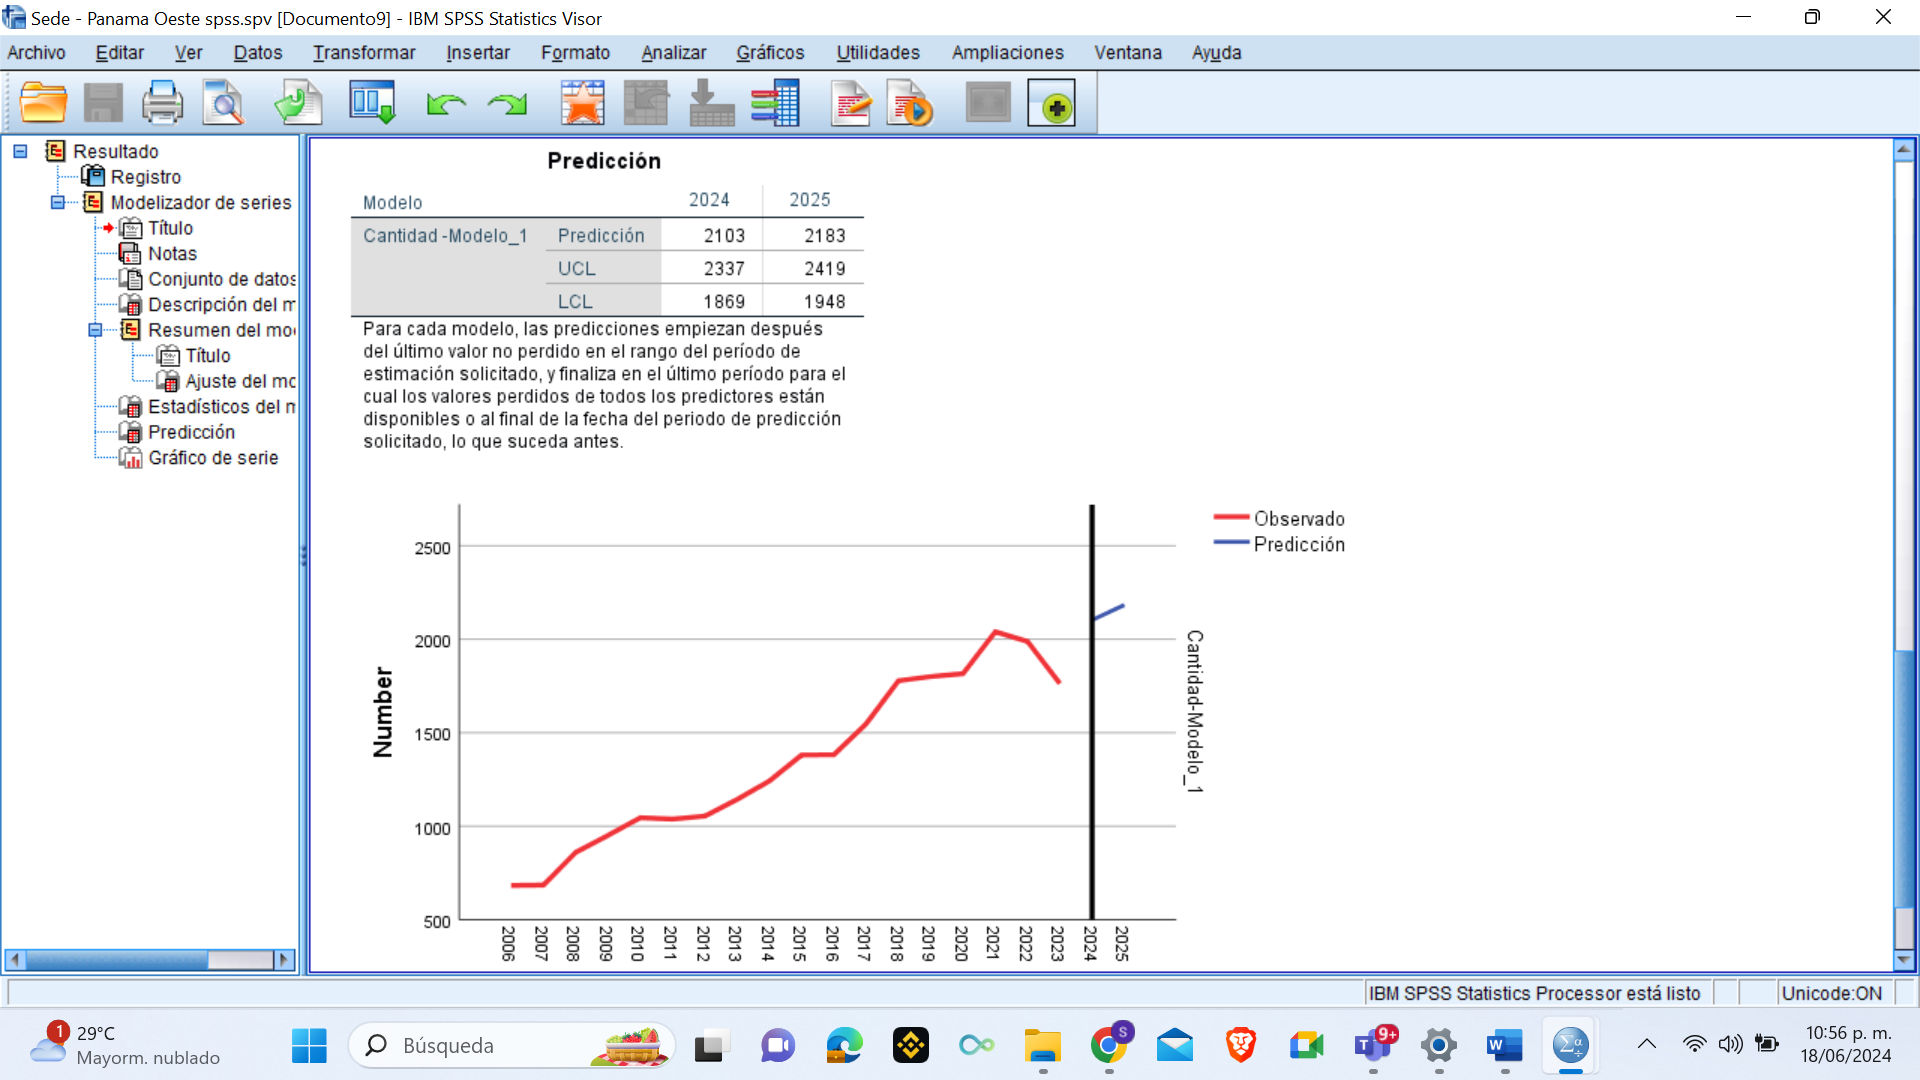 Sede - Panama Oeste spss.spv [Documento9] - IBM SPSS Statistics Visor
Archivo Editar Ver Datos Transformar Insertar Formato Analizar Gráficos Utilidades Ampliaciones Ventana Ayuda
Resultado
Registro
Modelizador de series
Título
Notas
Conjunto de datos
Descripción del m
Resumen del mo
Título
Ajuste del mo
Estadísticos del m
Predicción
Gráfico de serie
Predicción
Modelo 2024 2025
Cantidad -Modelo_1 Predicción 2103 2183
UCL 2337 2419
LCL 1869 1948
Para cada modelo, las predicciones empiezan después
del último valor no perdido en el rango del período de
estimación solicitado, y finaliza en el último período para el
cual los valores perdidos de todos los predictores están
disponibles o al final de la fecha del periodo de predicción
solicitado, lo que suceda antes.
Observado
Predicción
2500
2000
1500
1000
500
Number
Cantidad-Modelo_1
2006 2007 2008 2009 2010 2011 2012 2013 2014 2015 2016 2017 2018 2019 2020 2021 2022 2023 2024 2025
IBM SPSS Statistics Processor está listo
Unicode:ON
1
29°C
Mayorm. nublado
Búsqueda
S
9+
10:56 p. m.
18/06/2024